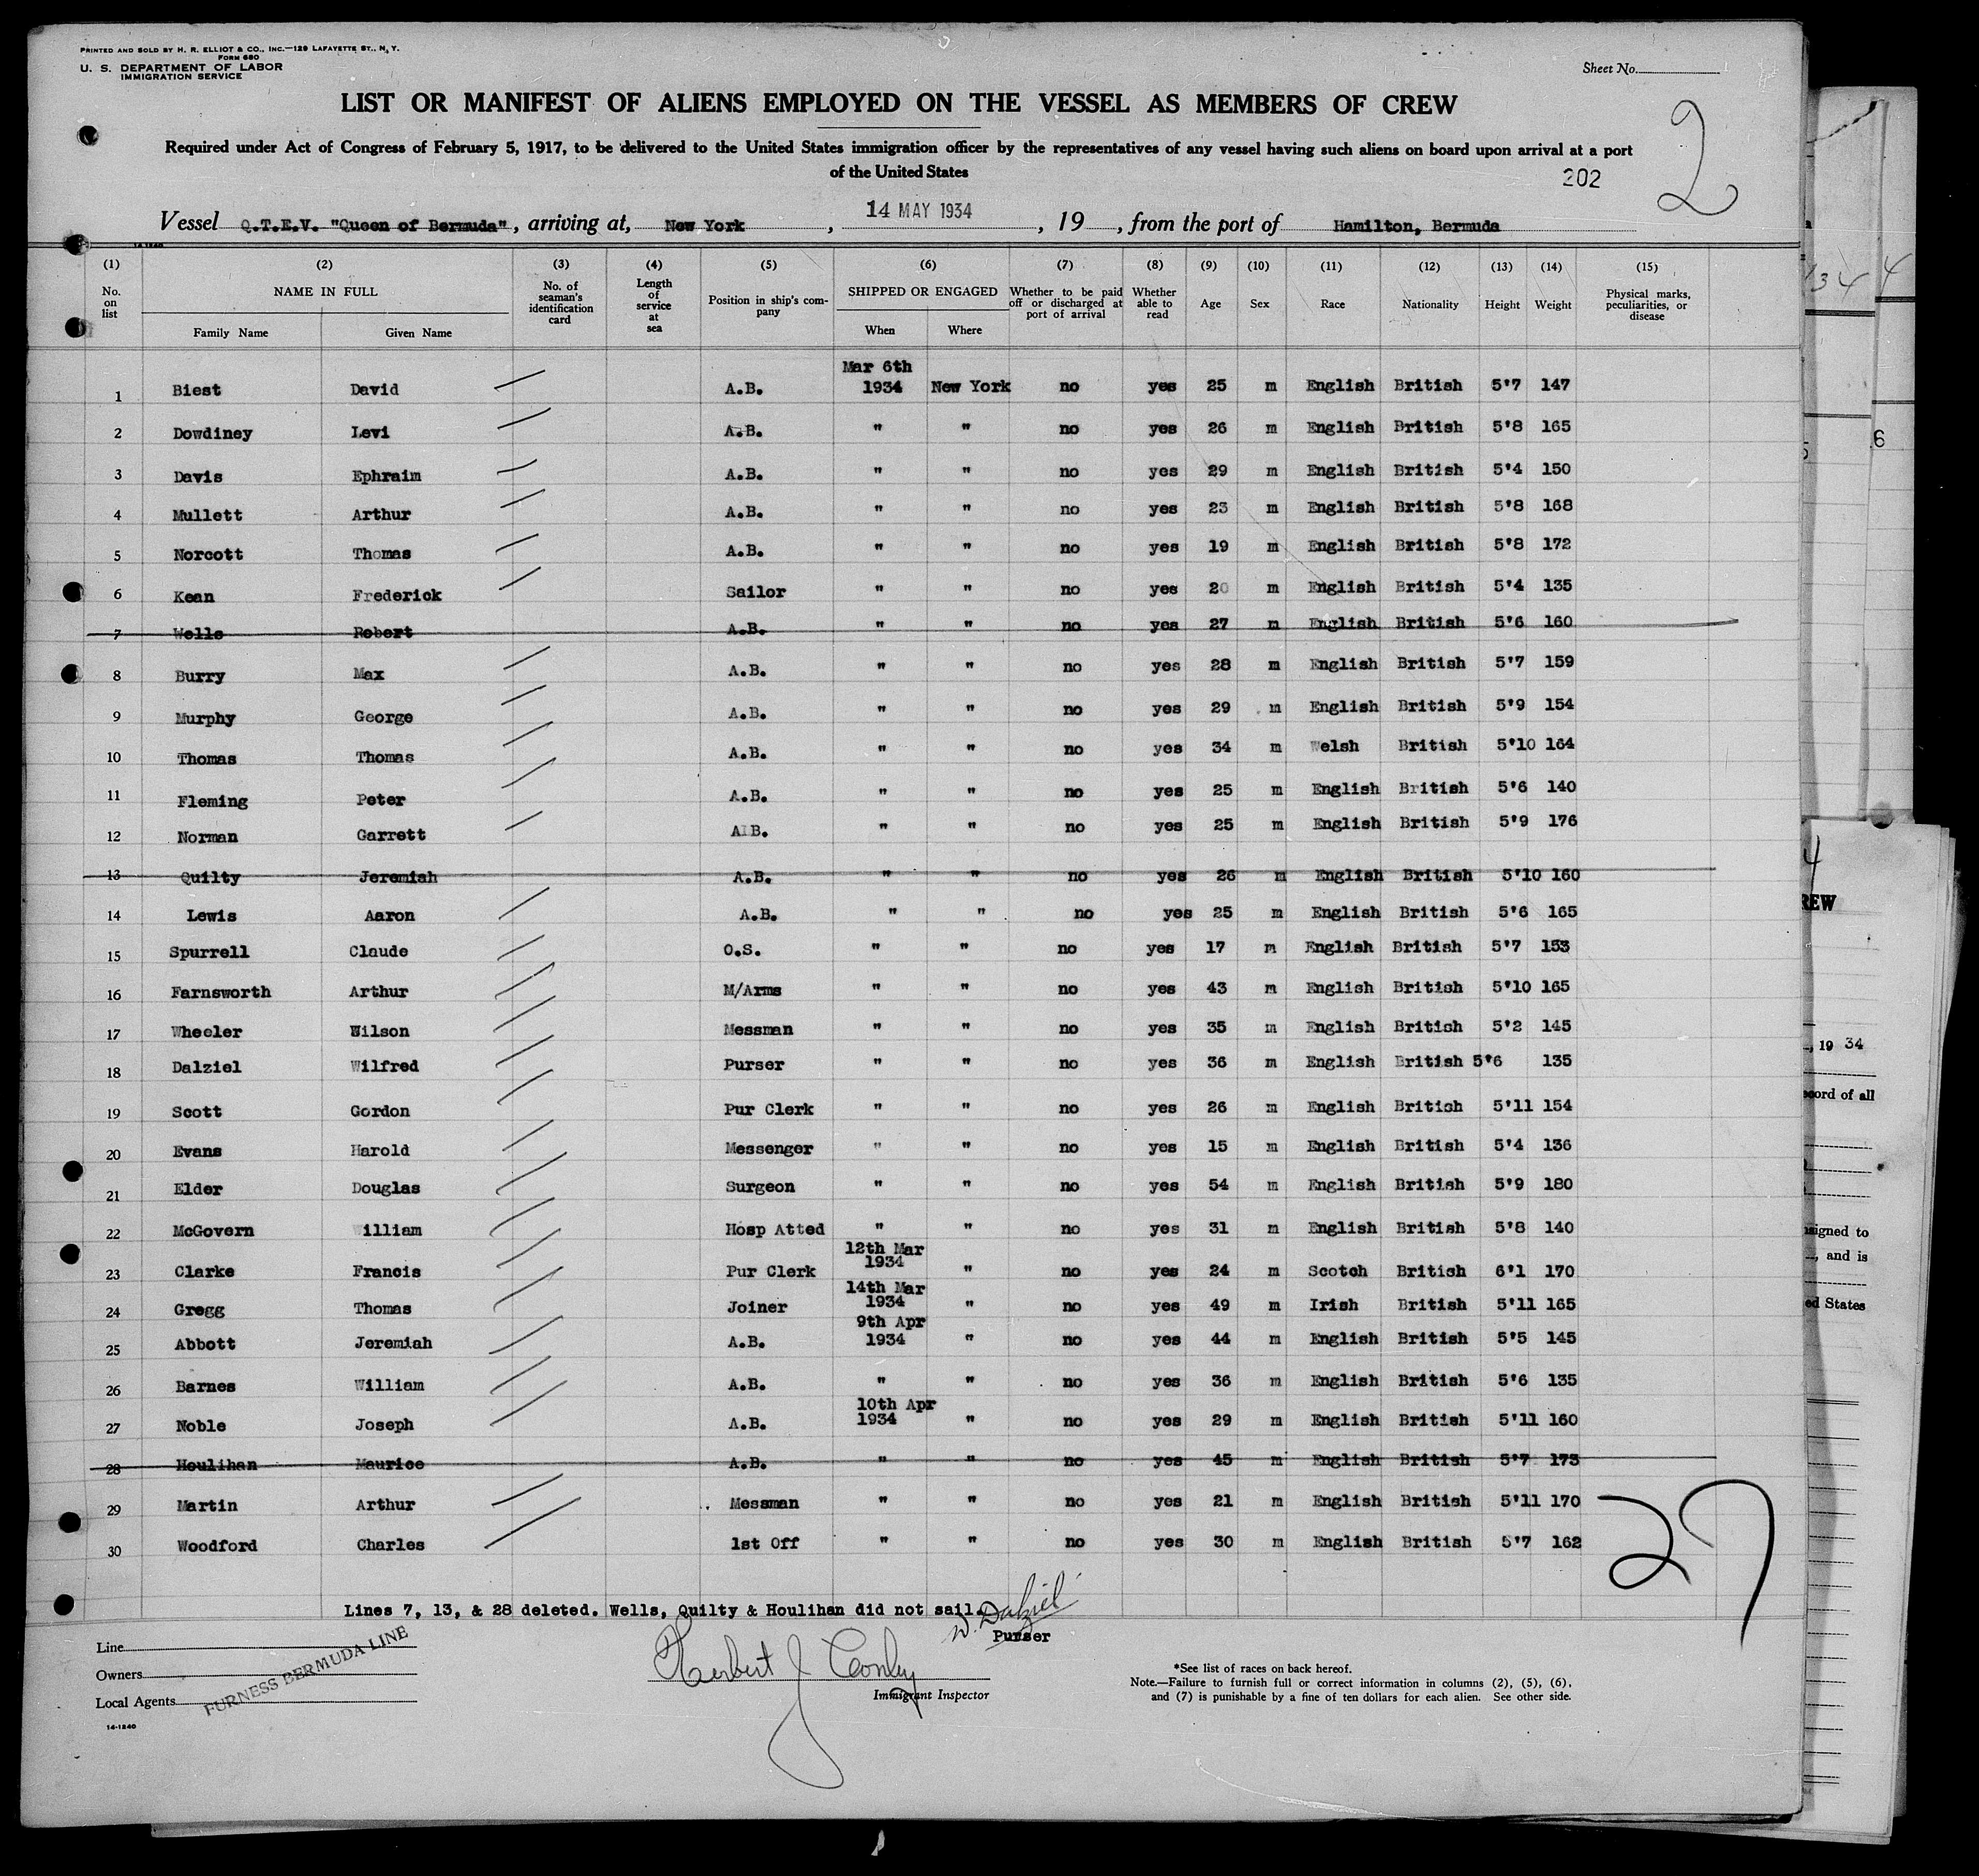 PRINTED AND SOLD BY H. R. ELLIOT & CO., INC.—129 LAFAYETTE ST., N. Y.
FORM 680
U. S. DEPARTMENT OF LABOR
IMMIGRATION SERVICE
Sheet No.
LIST OR MANIFEST OF ALIENS EMPLOYED ON THE VESSEL AS MEMBERS OF CREW
2
Required under Act of Congress of February 5, 1917, to be delivered to the United States immigration officer by the representatives of any vessel having such aliens on board upon arrival at a port
of the United States
202
Vessel Q.T.E.V. "Queen of Bermuda", arriving at, New York, 14 MAY 1934, 19 , from the port of Hamilton, Bermuda
14-1240
(1) (2) (3) (4) (5) (6) (7) (8) (9) (10) (11) (12) (13) (14) (15)
No. on list NAME IN FULL Family Name Given Name No. of seaman's identification card Length of service at sea Position in ship's company SHIPPED OR ENGAGED When Where Whether to be paid off or discharged at port of arrival Whether able to read Age Sex Race Nationality Height Weight Physical marks, peculiarities, or disease
1 Biest David A.B. Mar 6th 1934 New York no yes 25 m English British 5'7 147
2 Dowdiney Levi A.B. " " no yes 26 m English British 5'8 165
3 Davis Ephraim A.B. " " no yes 29 m English British 5'4 150
4 Mullett Arthur A.B. " " no yes 23 m English British 5'8 168
5 Norcott Thomas A.B. " " no yes 19 m English British 5'8 172
6 Kean Frederick Sailor " " no yes 20 m English British 5'4 135
7 Wells Robert A.B. " " no yes 27 m English British 5'6 160
8 Burry Max A.B. " " no yes 28 m English British 5'7 159
9 Murphy George A.B. " " no yes 29 m English British 5'9 154
10 Thomas Thomas A.B. " " no yes 34 m Welsh British 5'10 164
11 Fleming Peter A.B. " " no yes 25 m English British 5'6 140
12 Norman Garrett A.B. " " no yes 25 m English British 5'9 176
13 Quilty Jeremiah A.B. " " no yes 26 m English British 5'10 160
14 Lewis Aaron A.B. " " no yes 25 m English British 5'6 165
15 Spurrell Claude O.S. " " no yes 17 m English British 5'7 153
16 Farnsworth Arthur M/Arms " " no yes 43 m English British 5'10 165
17 Wheeler Wilson Messman " " no yes 35 m English British 5'2 145
18 Dalziel Wilfred Purser " " no yes 36 m English British 5'6 135
19 Scott Gordon Pur Clerk " " no yes 26 m English British 5'11 154
20 Evans Harold Messenger " " no yes 15 m English British 5'4 136
21 Elder Douglas Surgeon " " no yes 54 m English British 5'9 180
22 McGovern William Hosp Atted " " no yes 31 m English British 5'8 140
23 Clarke Francis Pur Clerk 12th Mar 1934 " no yes 24 m Scotch British 6'1 170
24 Gregg Thomas Joiner 14th Mar 1934 " no yes 49 m Irish British 5'11 165
25 Abbott Jeremiah A.B. 9th Apr 1934 " no yes 44 m English British 5'5 145
26 Barnes William A.B. " " no yes 36 m English British 5'6 135
27 Noble Joseph A.B. 10th Apr 1934 " no yes 29 m English British 5'11 160
28 Houlihan Maurice A.B. " " no yes 45 m English British 5'7 173
29 Martin Arthur Messman " " no yes 21 m English British 5'11 170
30 Woodford Charles 1st Off " " no yes 30 m English British 5'7 162
27
Lines 7, 13, & 28 deleted. Wells, Quilty & Houlihan did not sail.
W. Dalziel
Purser
Line
Owners
Local Agents
FURNESS BERMUDA LINE
14-1240
Herbert J Conley
Immigrant Inspector
*See list of races on back hereof.
Note.—Failure to furnish full or correct information in columns (2), (5), (6),
and (7) is punishable by a fine of ten dollars for each alien. See other side.
134
4
6
4
REW
, 19 34
ecord of all
signed to
, and is
ed States